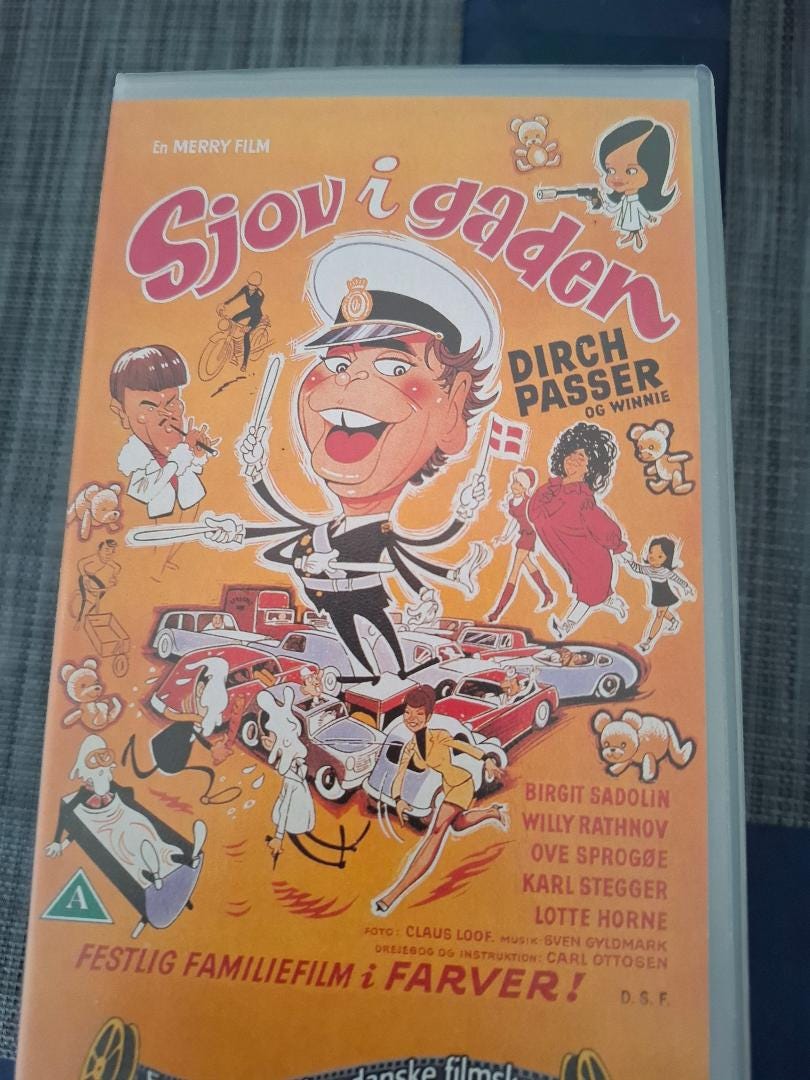 En MERRY FILM
Sjov i gaden
DIRCH
PASSER
OG WINNIE
BIRGIT SADOLIN
WILLY RATHNOV
OVE SPROGØE
KARL STEGGER
LOTTE HORNE
FOTO: CLAUS LOOF. MUSIK: SVEN GYLDMARK
DREJEBOG OG INSTRUKTION: CARL OTTOSEN
A
FESTLIG FAMILIEFILM i FARVER!
D. S. F.
danske